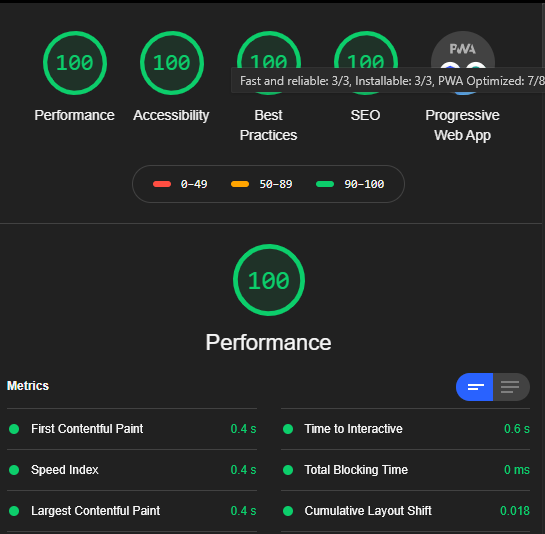 100 100 100 100 PWA
Fast and reliable: 3/3, Installable: 3/3, PWA Optimized: 7/8
Performance Accessibility Best Practices SEO Progressive Web App
0–49 50–89 90–100
100
Performance
Metrics
First Contentful Paint 0.4 s
Time to Interactive 0.6 s
Speed Index 0.4 s
Total Blocking Time 0 ms
Largest Contentful Paint 0.4 s
Cumulative Layout Shift 0.018